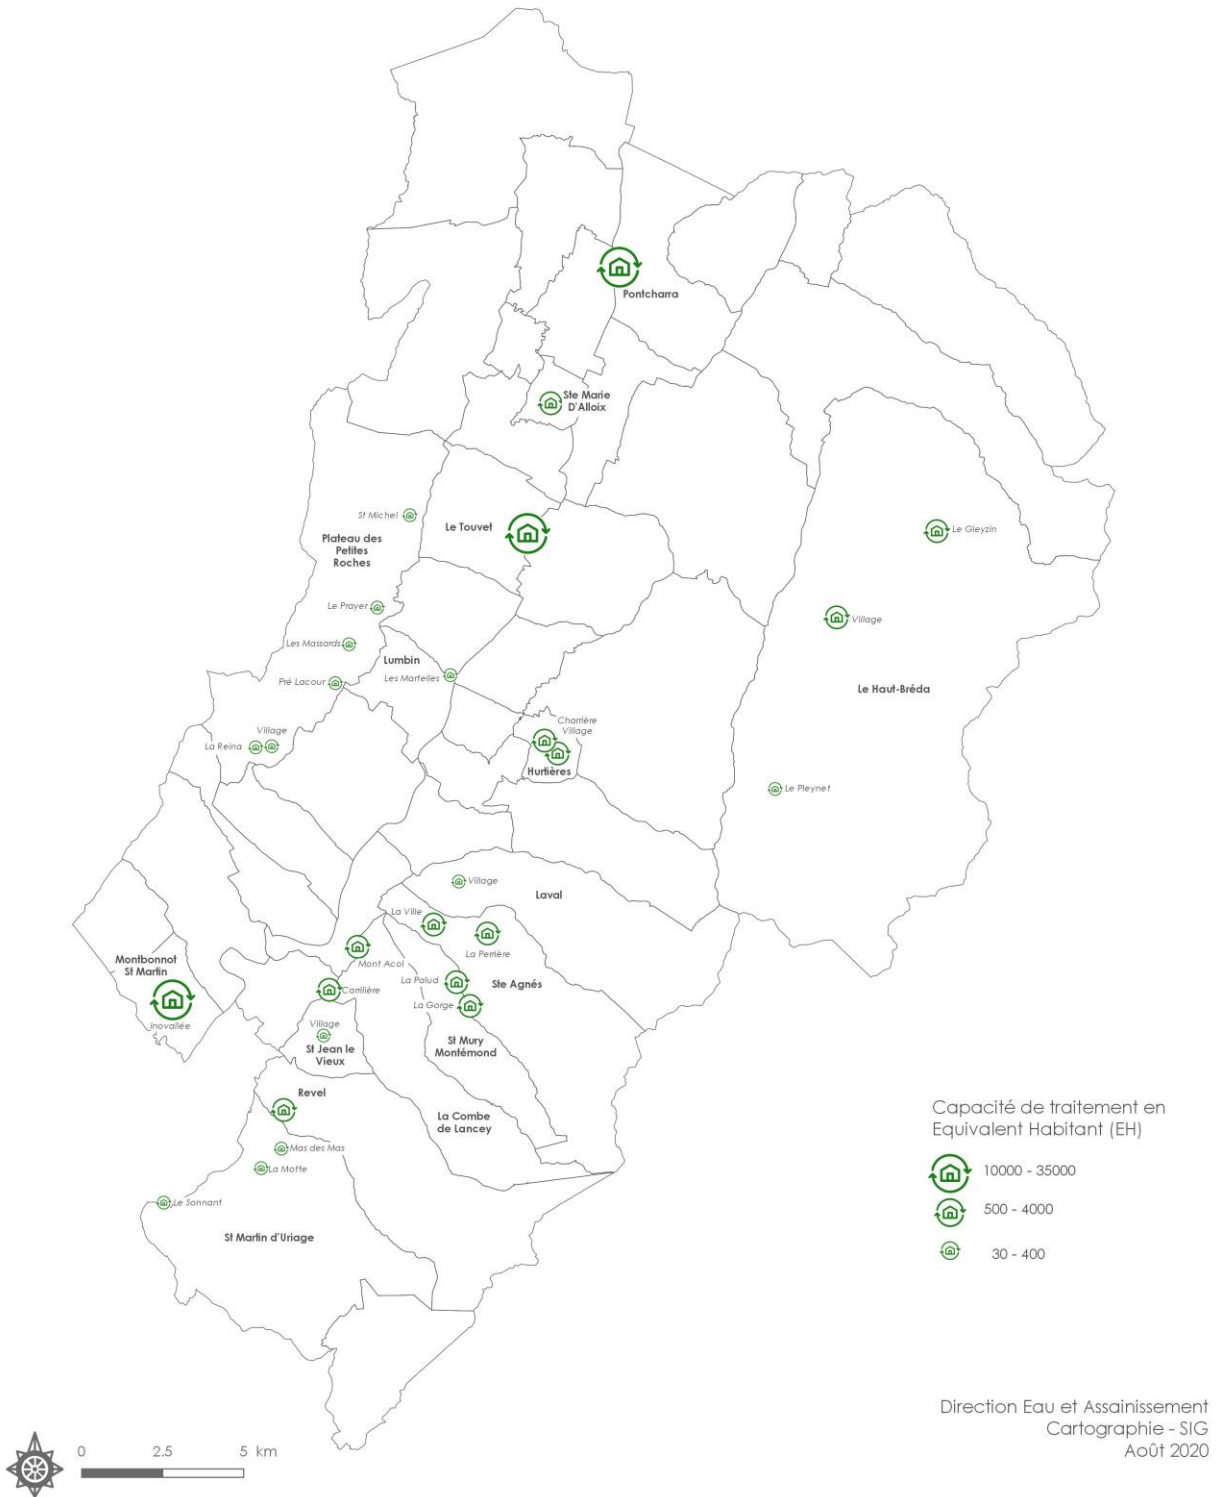 Pontcharra
Ste Marie
D'Alloix
St Michel
Le Touvet
Plateau des
Petites
Roches
Le Gleyzin
Le Prayer
Village
Les Massards
Lumbin
Les Martelles
Pré Lacour
Le Haut-Bréda
Charrière
Village
Village
La Reina
Hurtières
Le Pleynet
Village
Laval
La Ville
La Perrière
Mont Acol
Montbonnot
St Martin
La Palud
Ste Agnés
Carrilière
La Gorge
Inovallée
Village
St Jean le
Vieux
St Mury
Montémond
Revel
La Combe
de Lancey
Mas des Mas
La Motte
Le Sonnant
St Martin d'Uriage
Capacité de traitement en
Equivalent Habitant (EH)
10000 - 35000
500 - 4000
30 - 400
Direction Eau et Assainissement
Cartographie - SIG
Août 2020
0 2.5 5 km